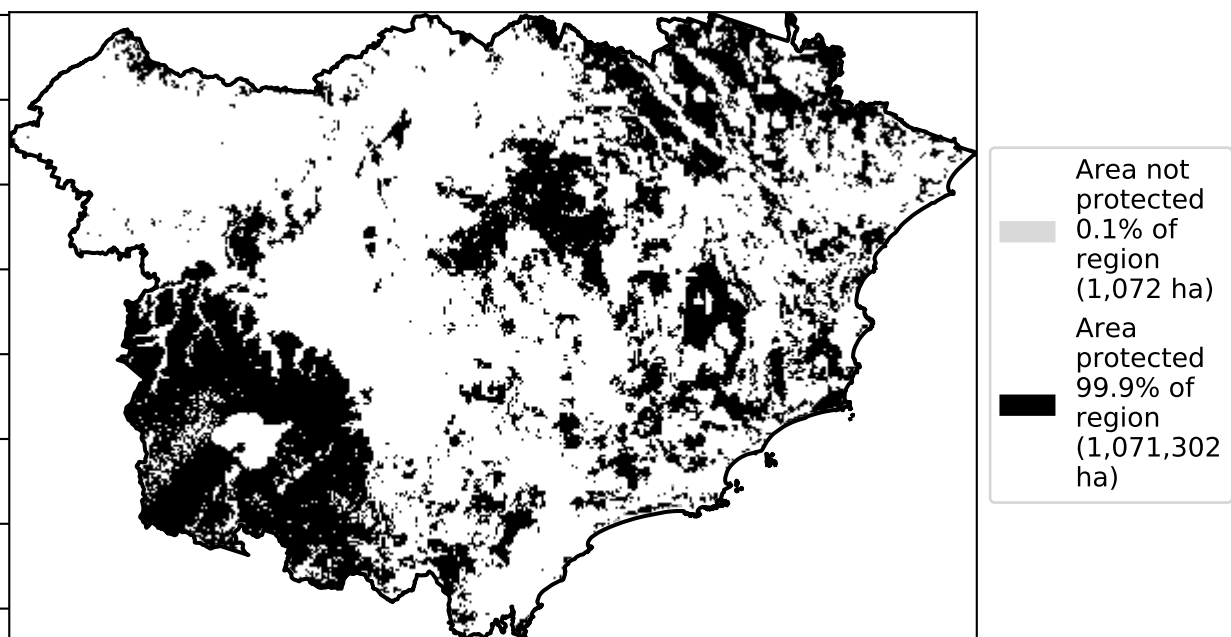 Area not
protected
0.1% of
region
(1,072 ha)
Area
protected
99.9% of
region
(1,071,302
ha)